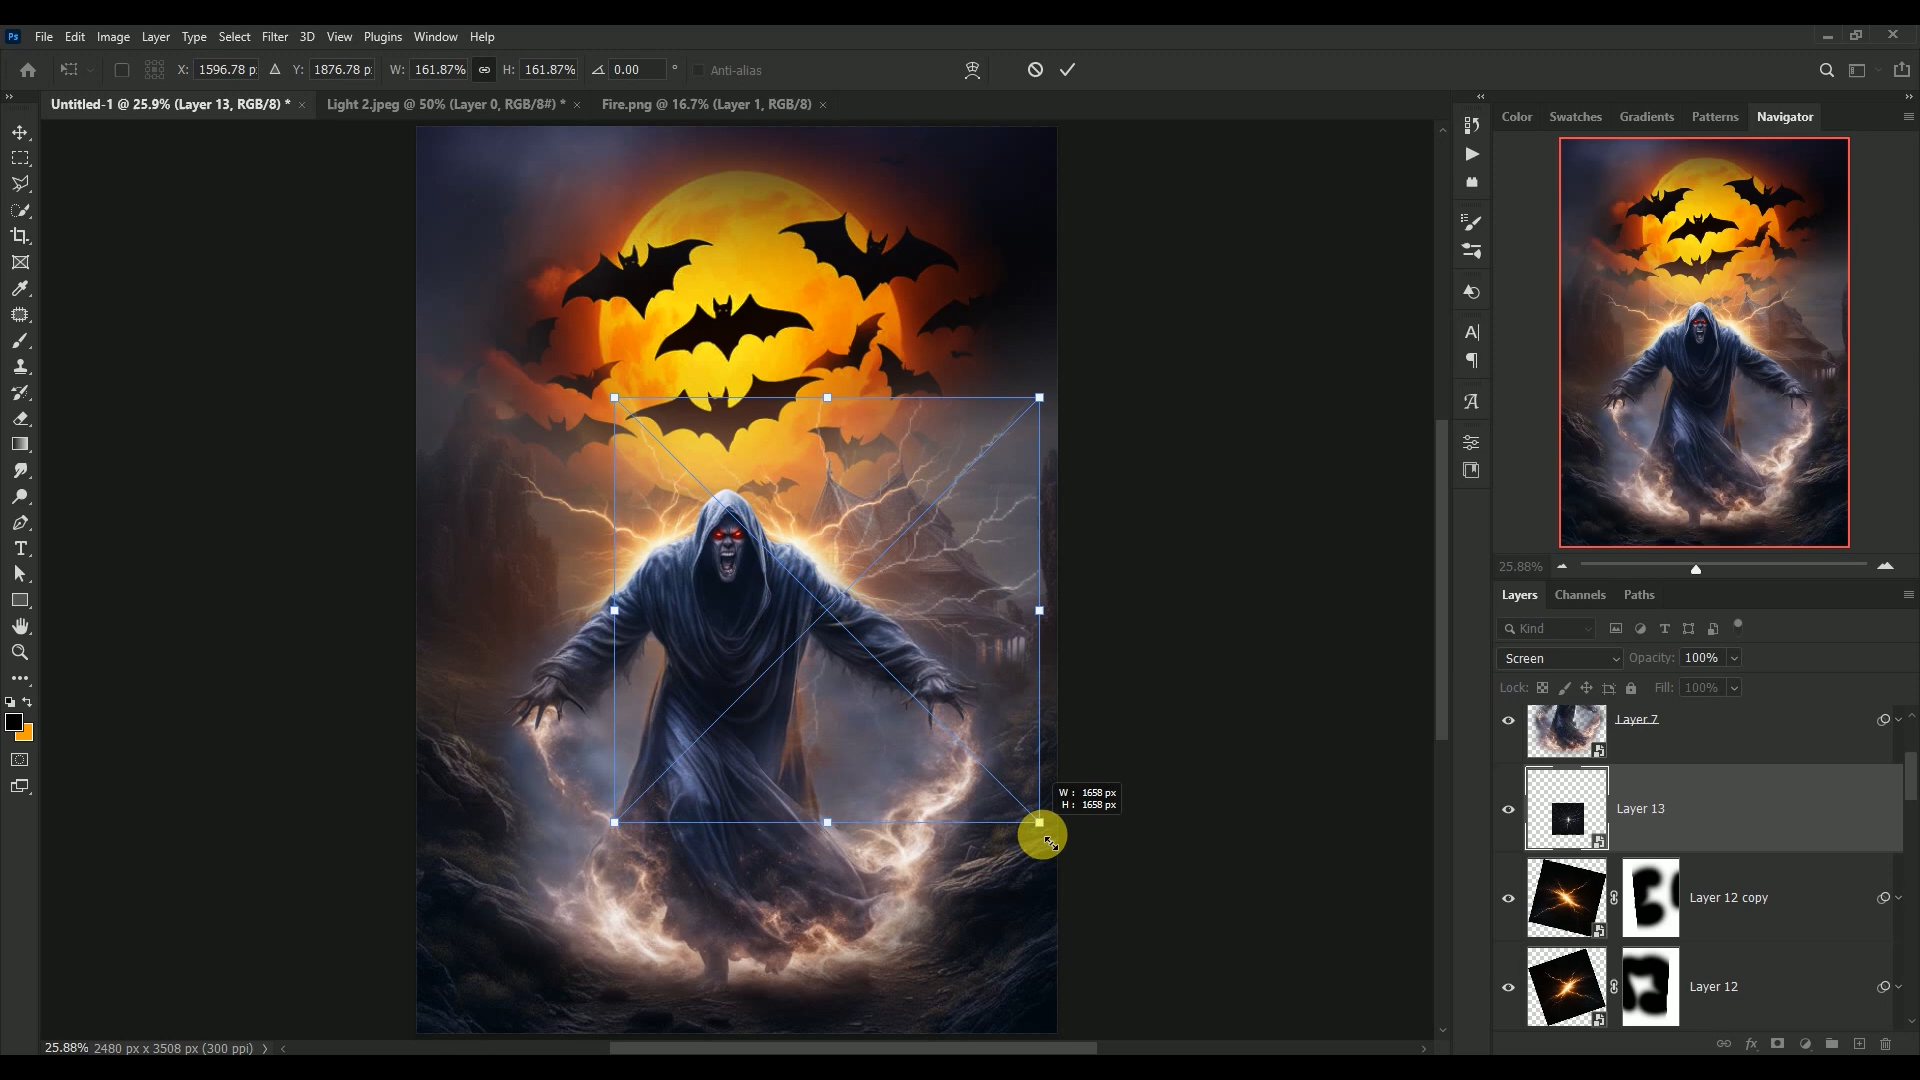 Ps File Edit Image Layer Type Select Filter 3D View Plugins Window Help
X: 1596.78 p Y: 1876.78 p W: 161.87% H: 161.87% 0.00 ° Anti-alias
Untitled-1 @ 25.9% (Layer 13, RGB/8) * × Light 2.jpeg @ 50% (Layer 0, RGB/8#) * × Fire.png @ 16.7% (Layer 1, RGB/8) ×
Color Swatches Gradients Patterns Navigator
25.88%
Layers Channels Paths
Kind
Screen Opacity: 100%
Lock: Fill: 100%
Layer 7
W : 1658 px
H : 1658 px
Layer 13
Layer 12 copy
Layer 12
25.88% 2480 px x 3508 px (300 ppi)